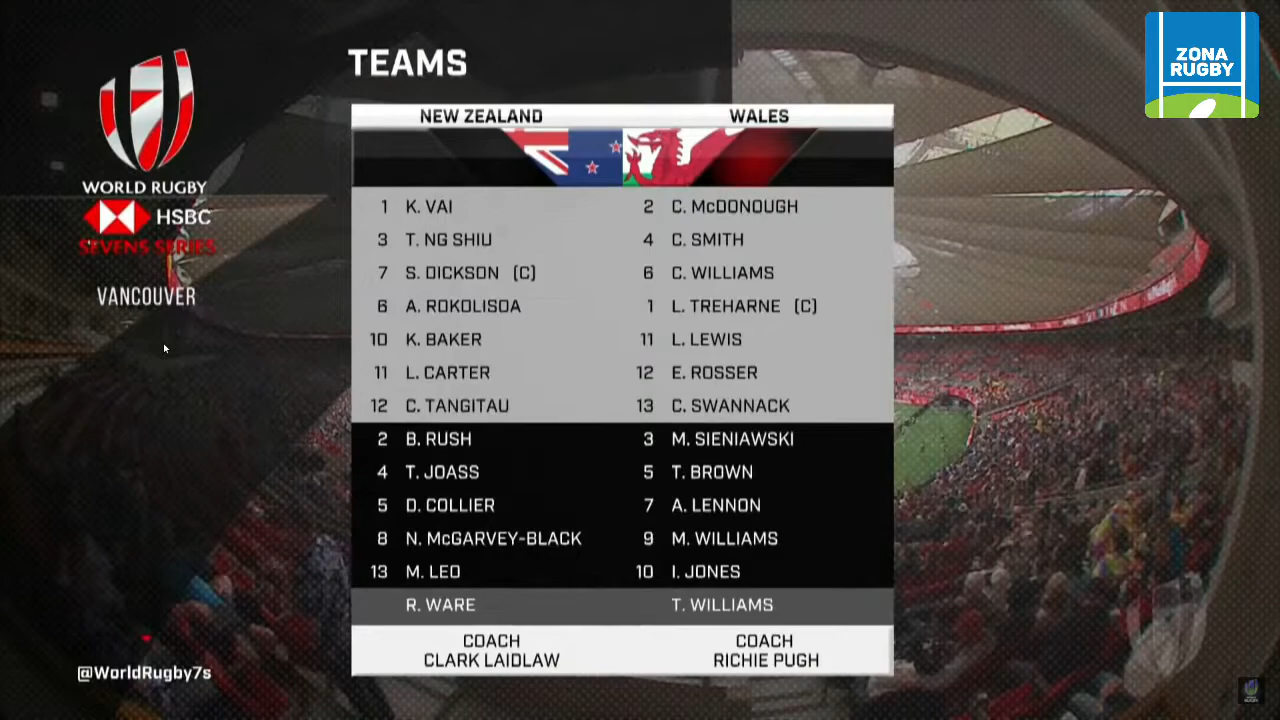 ZONA
RUGBY
TEAMS
NEW ZEALAND WALES
1 K. VAI 2 C. McDONOUGH
3 T. NG SHIU 4 C. SMITH
7 S. DICKSON (C) 6 C. WILLIAMS
6 A. ROKOLISOA 1 L. TREHARNE (C)
10 K. BAKER 11 L. LEWIS
11 L. CARTER 12 E. ROSSER
12 C. TANGITAU 13 C. SWANNACK
2 B. RUSH 3 M. SIENIAWSKI
4 T. JOASS 5 T. BROWN
5 D. COLLIER 7 A. LENNON
8 N. McGARVEY-BLACK 9 M. WILLIAMS
13 M. LEO 10 I. JONES
R. WARE T. WILLIAMS
COACH COACH
CLARK LAIDLAW RICHIE PUGH
WORLD RUGBY
HSBC
SEVENS SERIES
VANCOUVER
@WorldRugby7s